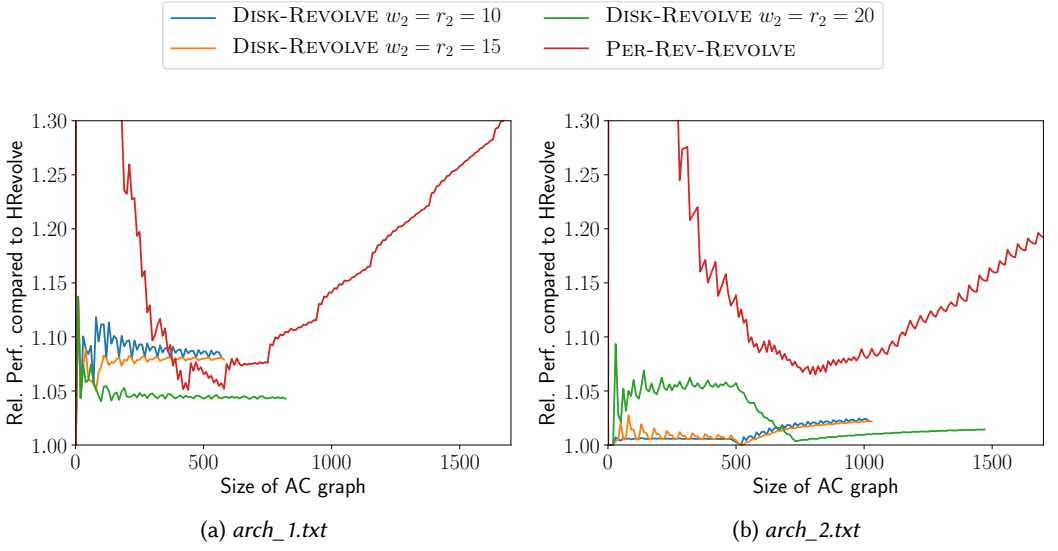 DISK-REVOLVE w₂ = r₂ = 10
DISK-REVOLVE w₂ = r₂ = 20
DISK-REVOLVE w₂ = r₂ = 15
PER-REV-REVOLVE
Rel. Perf. compared to HRevolve
1.30
1.25
1.20
1.15
1.10
1.05
1.00
0 500 1000 1500
Size of AC graph
(a) arch_1.txt
Rel. Perf. compared to HRevolve
1.30
1.25
1.20
1.15
1.10
1.05
1.00
0 500 1000 1500
Size of AC graph
(b) arch_2.txt